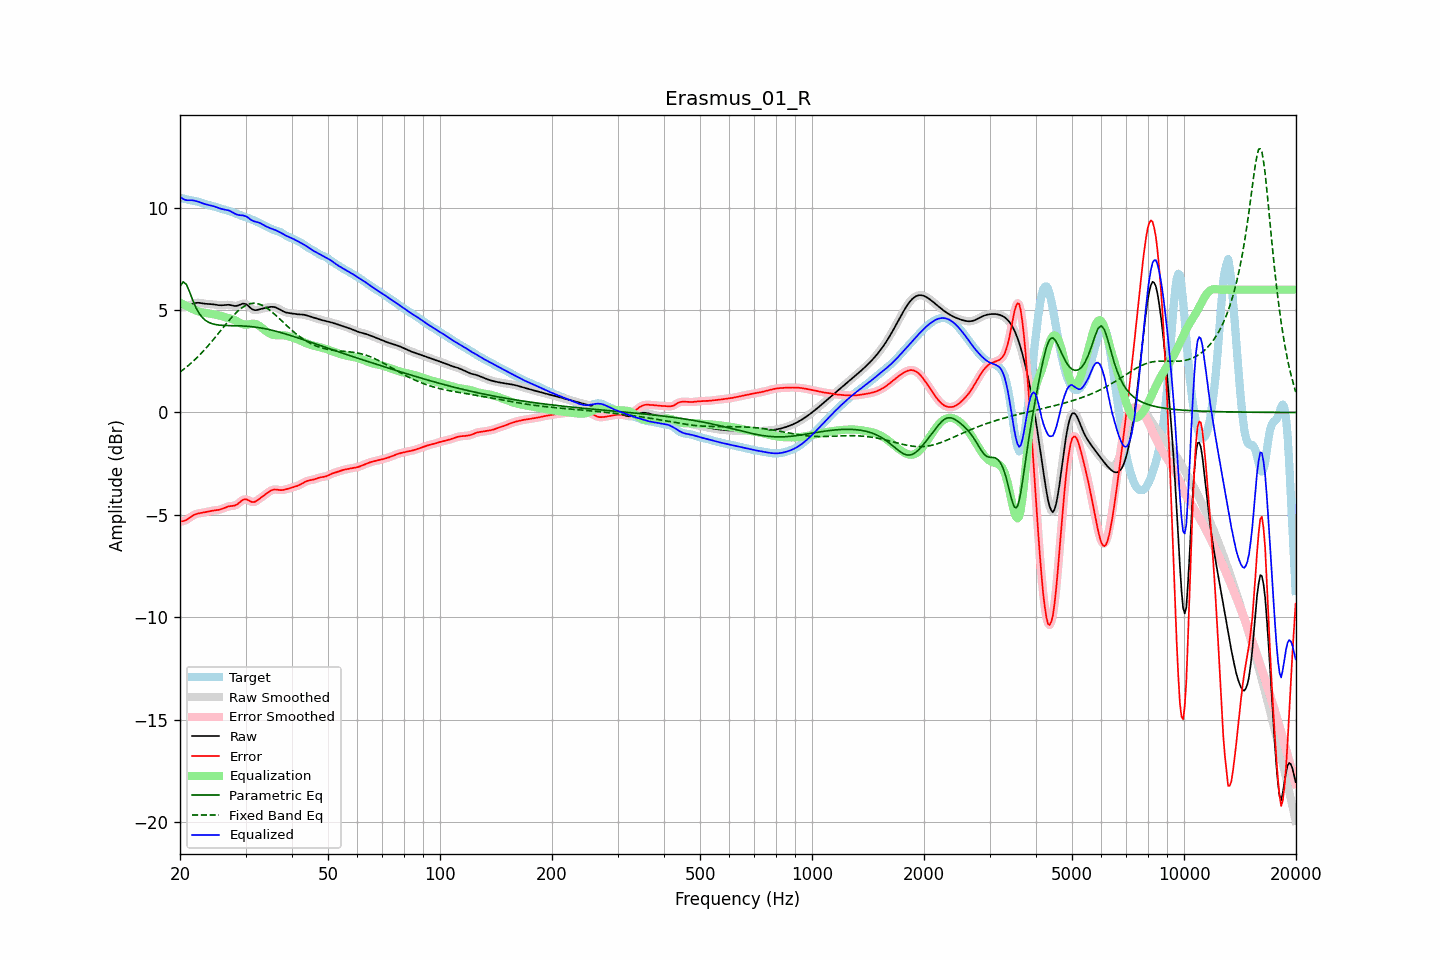 Erasmus_01_R
Amplitude (dBr)
10
5
0
−5
−10
−15
−20
Target
Raw Smoothed
Error Smoothed
Raw
Error
Equalization
Parametric Eq
Fixed Band Eq
Equalized
20 50 100 200 500 1000 2000 5000 10000 20000
Frequency (Hz)